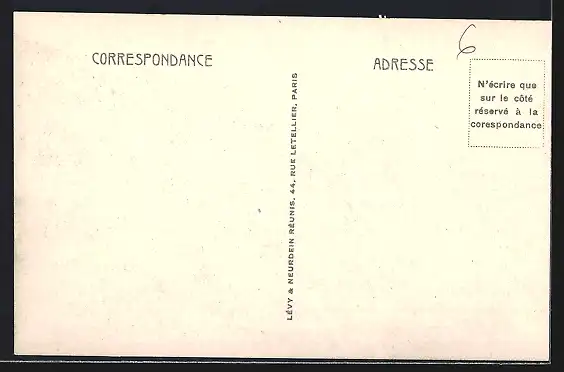 CORRESPONDANCE
ADRESSE
6
N'écrire que
sur le côté
réservé à la
corespondance
LÉVY & NEURDEIN RÉUNIS, 44, RUE LETELLIER, PARIS